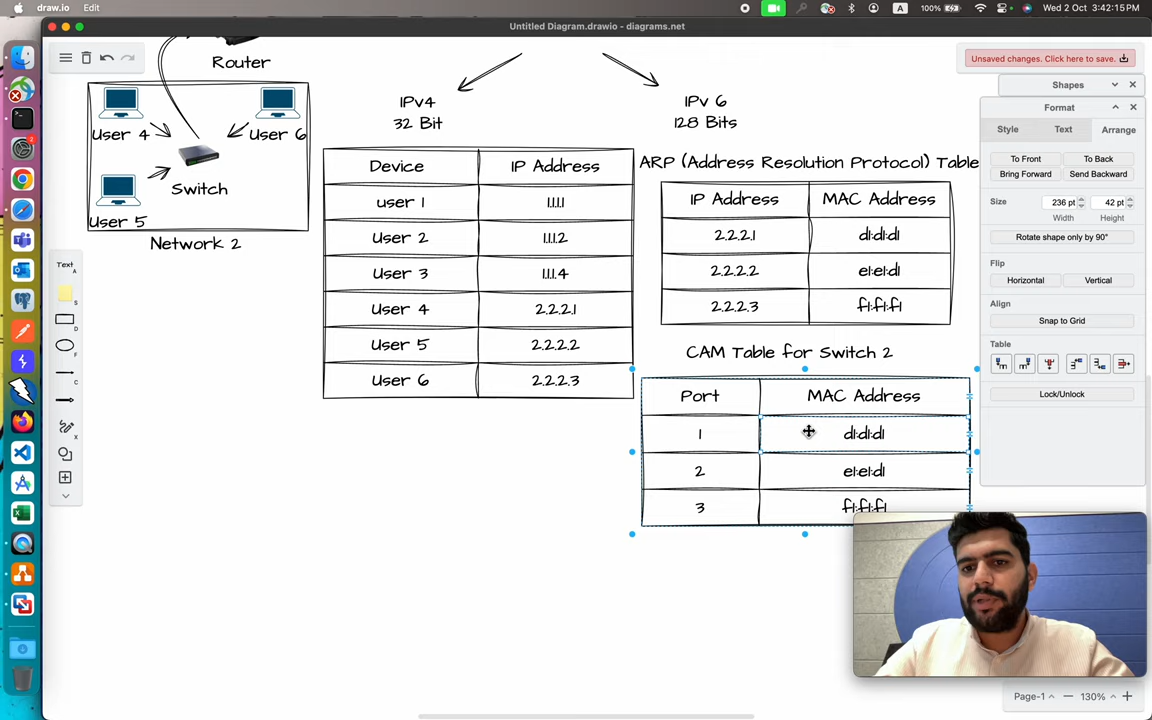 draw.io
Edit
100%
A
Wed 2 Oct 3:42:15 PM
Untitled Diagram.drawio - diagrams.net
Unsaved changes. Click here to save.
Router
User 4
User 6
Switch
User 5
Network 2
IPv4
32 Bit
IPv 6
128 Bits
Device IP Address
user 1 1.1.1.1
User 2 1.1.1.2
User 3 1.1.1.4
User 4 2.2.2.1
User 5 2.2.2.2
User 6 2.2.2.3
ARP (Address Resolution Protocol) Table
IP Address MAC Address
2.2.2.1 d1:d1:d1
2.2.2.2 e1:e1:d1
2.2.2.3 f1:f1:f1
CAM Table for Switch 2
Port MAC Address
1 d1:d1:d1
2 e1:e1:d1
3 f1:f1:f1
Text
A
S
D
F
C
X
Shapes
Format
Style Text Arrange
To Front To Back
Bring Forward Send Backward
Size 236 pt 42 pt
Width Height
Rotate shape only by 90°
Flip
Horizontal Vertical
Align
Snap to Grid
Table
Lock/Unlock
Page-1 130%